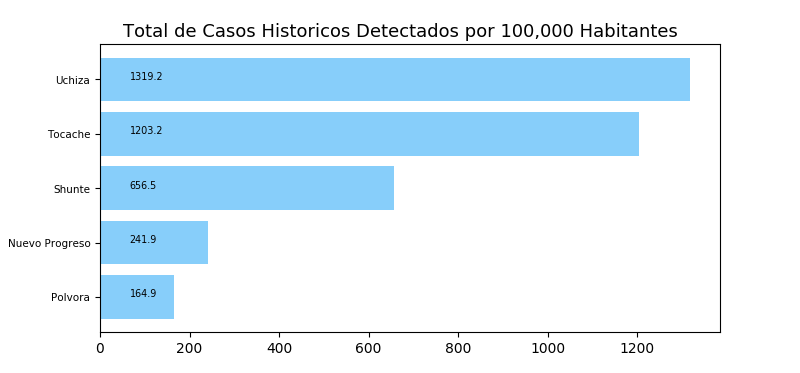 Total de Casos Historicos Detectados por 100,000 Habitantes
Uchiza 1319.2
Tocache 1203.2
Shunte 656.5
Nuevo Progreso 241.9
Polvora 164.9
0 200 400 600 800 1000 1200